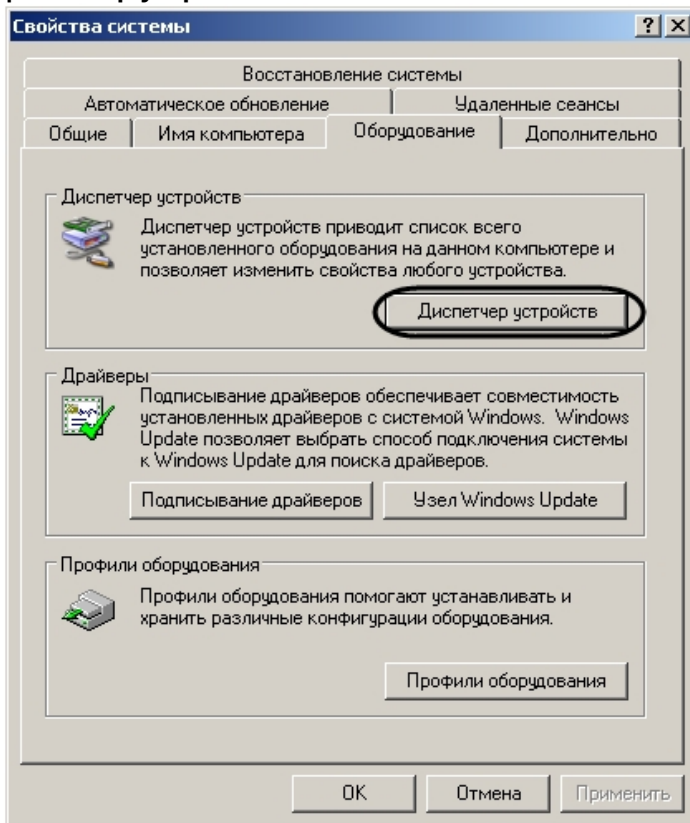 Свойства системы
Восстановление системы
Автоматическое обновление
Удаленные сеансы
Общие
Имя компьютера
Оборудование
Дополнительно
Диспетчер устройств
Диспетчер устройств приводит список всего
установленного оборудования на данном компьютере и
позволяет изменить свойства любого устройства.
Диспетчер устройств
Драйверы
Подписывание драйверов обеспечивает совместимость
установленных драйверов с системой Windows. Windows
Update позволяет выбрать способ подключения системы
к Windows Update для поиска драйверов.
Подписывание драйверов
Узел Windows Update
Профили оборудования
Профили оборудования помогают устанавливать и
хранить различные конфигурации оборудования.
Профили оборудования
OK
Отмена
Применить